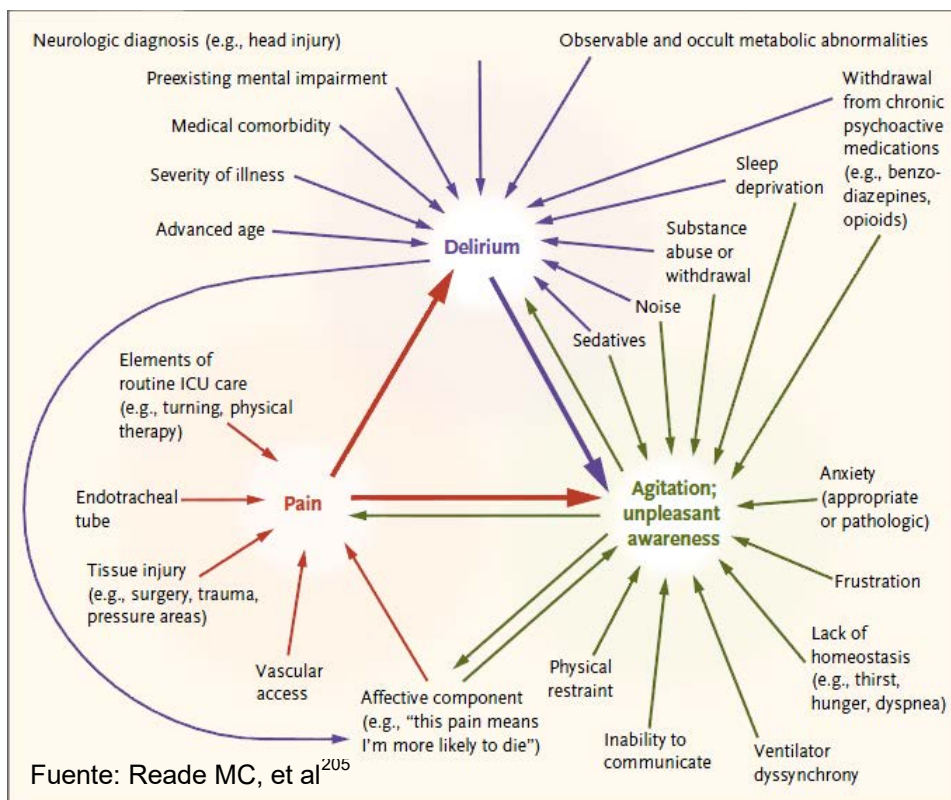 Neurologic diagnosis (e.g., head injury)
Observable and occult metabolic abnormalities
Preexisting mental impairment
Withdrawal
from chronic
psychoactive
medications
(e.g., benzo-
diazepines,
opioids)
Medical comorbidity
Sleep
deprivation
Severity of illness
Substance
abuse or
withdrawal
Advanced age
Delirium
Noise
Sedatives
Elements of
routine ICU care
(e.g., turning, physical
therapy)
Endotracheal
tube
Pain
Agitation;
unpleasant
awareness
Anxiety
(appropriate
or pathologic)
Tissue injury
(e.g., surgery, trauma,
pressure areas)
Frustration
Vascular
access
Affective component
(e.g., “this pain means
I’m more likely to die”)
Physical
restraint
Lack of
homeostasis
(e.g., thirst,
hunger, dyspnea)
Inability to
communicate
Ventilator
dyssynchrony
Fuente: Reade MC, et al205